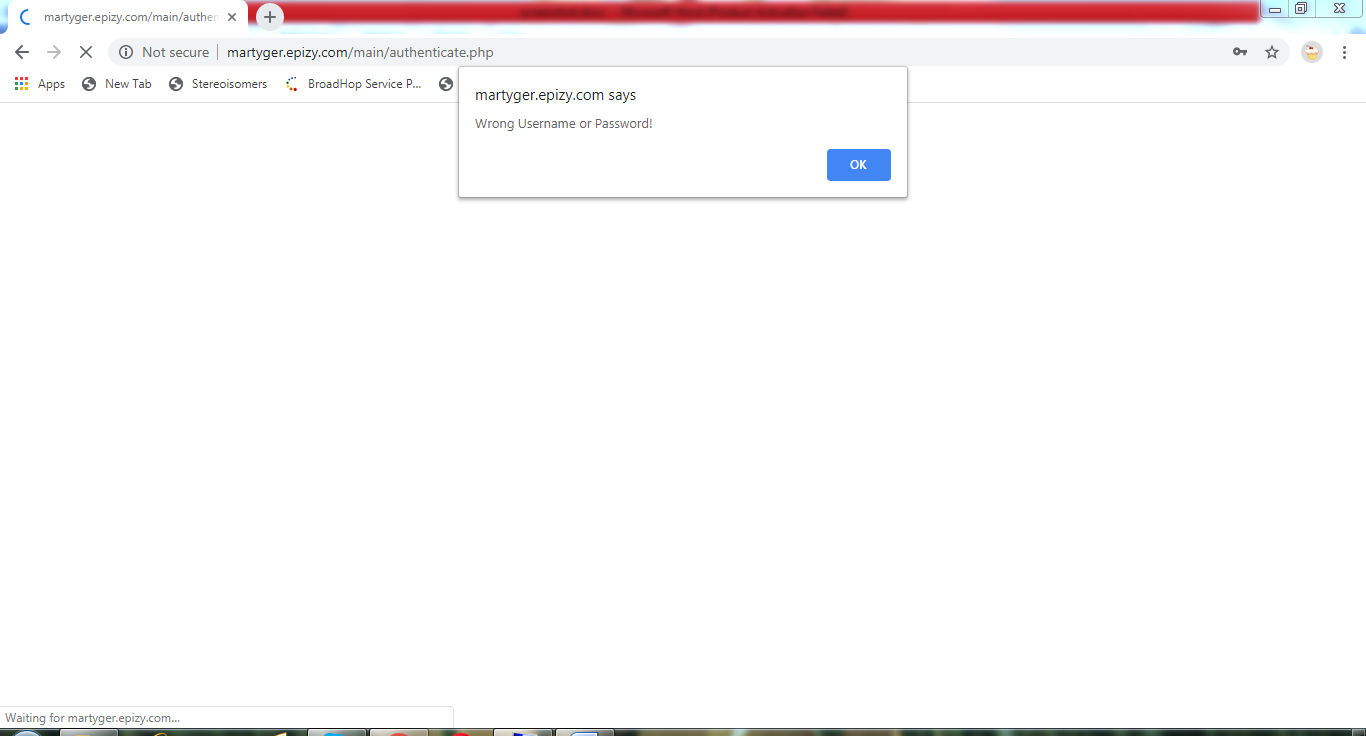 martyger.epizy.com/main/authen
Not secure
martyger.epizy.com/main/authenticate.php
Apps
New Tab
Stereoisomers
BroadHop Service P...
martyger.epizy.com says
Wrong Username or Password!
OK
Waiting for martyger.epizy.com...